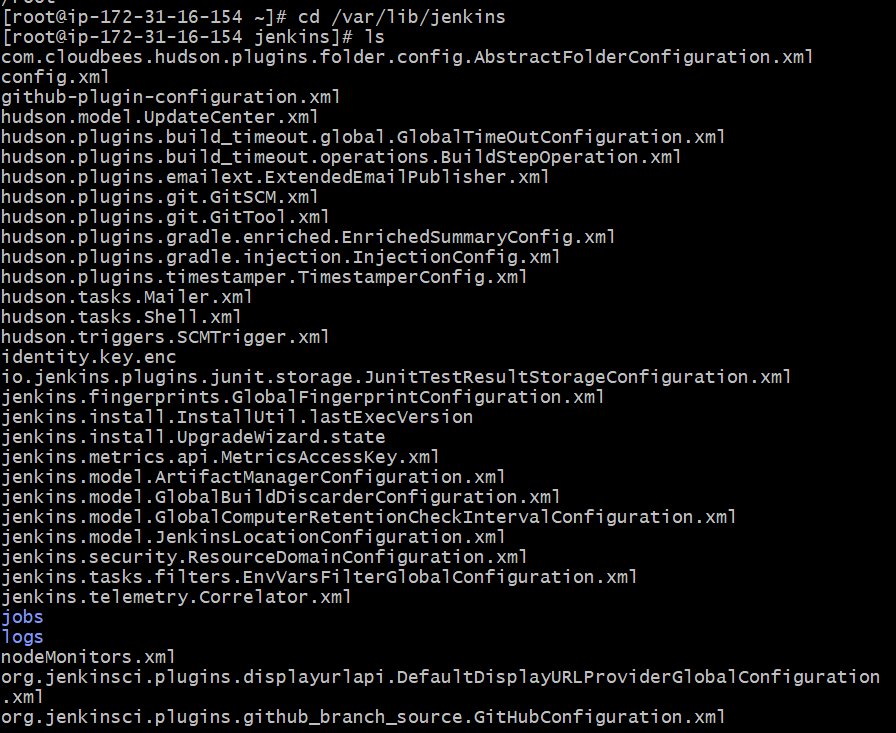 [root@ip-172-31-16-154 ~]# cd /var/lib/jenkins
[root@ip-172-31-16-154 jenkins]# ls
com.cloudbees.hudson.plugins.folder.config.AbstractFolderConfiguration.xml
config.xml
github-plugin-configuration.xml
hudson.model.UpdateCenter.xml
hudson.plugins.build_timeout.global.GlobalTimeOutConfiguration.xml
hudson.plugins.build_timeout.operations.BuildStepOperation.xml
hudson.plugins.emailext.ExtendedEmailPublisher.xml
hudson.plugins.git.GitSCM.xml
hudson.plugins.git.GitTool.xml
hudson.plugins.gradle.enriched.EnrichedSummaryConfig.xml
hudson.plugins.gradle.injection.InjectionConfig.xml
hudson.plugins.timestamper.TimestamperConfig.xml
hudson.tasks.Mailer.xml
hudson.tasks.Shell.xml
hudson.triggers.SCMTrigger.xml
identity.key.enc
io.jenkins.plugins.junit.storage.JunitTestResultStorageConfiguration.xml
jenkins.fingerprints.GlobalFingerprintConfiguration.xml
jenkins.install.InstallUtil.lastExecVersion
jenkins.install.UpgradeWizard.state
jenkins.metrics.api.MetricsAccessKey.xml
jenkins.model.ArtifactManagerConfiguration.xml
jenkins.model.GlobalBuildDiscarderConfiguration.xml
jenkins.model.GlobalComputerRetentionCheckIntervalConfiguration.xml
jenkins.model.JenkinsLocationConfiguration.xml
jenkins.security.ResourceDomainConfiguration.xml
jenkins.tasks.filters.EnvVarsFilterGlobalConfiguration.xml
jenkins.telemetry.Correlator.xml
jobs
logs
nodeMonitors.xml
org.jenkinsci.plugins.displayurlapi.DefaultDisplayURLProviderGlobalConfiguration
.xml
org.jenkinsci.plugins.github_branch_source.GitHubConfiguration.xml